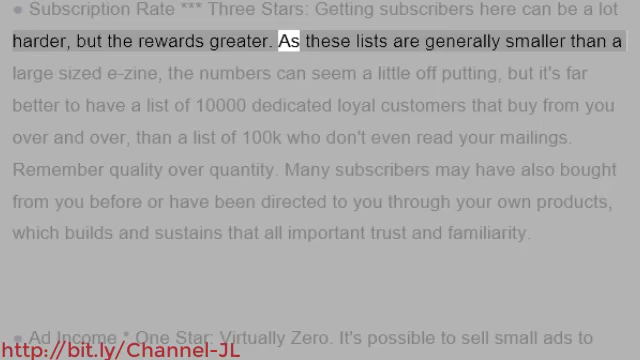 ● Subscription Rate *** Three Stars: Getting subscribers here can be a lot
harder, but the rewards greater. As these lists are generally smaller than a
large sized e-zine, the numbers can seem a little off putting, but it's far
better to have a list of 10000 dedicated loyal customers that buy from you
over and over, than a list of 100k who don't even read your mailings.
Remember quality over quantity. Many subscribers may have also bought
from you before or have been directed to you through your own products,
which builds and sustains that all important trust and familiarity.
● Ad Income * One Star: Virtually Zero. It's possible to sell small ads to
http://bit.ly/Channel-JL